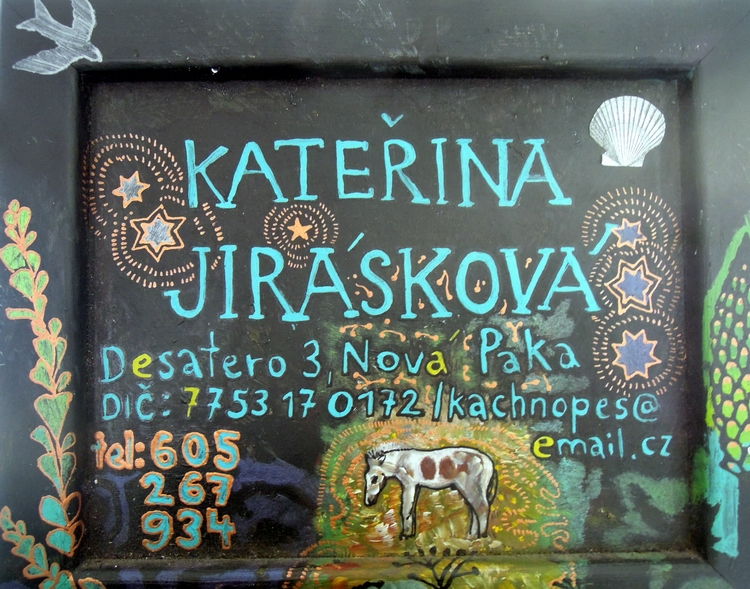 KATEŘINA
JIRÁSKOVÁ
Desatero 3, Nová Paka
DIČ: 7753170172/kachnopes@
email.cz
tel: 605
267
934